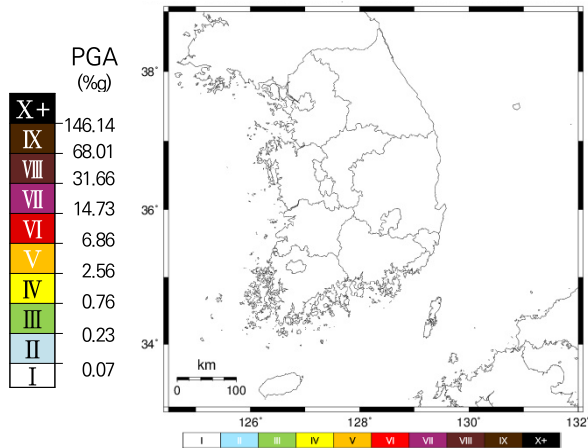 PGA
(%g)
X+
IX
VIII
VII
VI
V
IV
III
II
I
146.14
68.01
31.66
14.73
6.86
2.56
0.76
0.23
0.07
38°
36°
34°
km
0 100
126° 128° 130° 132°
I II III IV V VI VII VIII IX X+